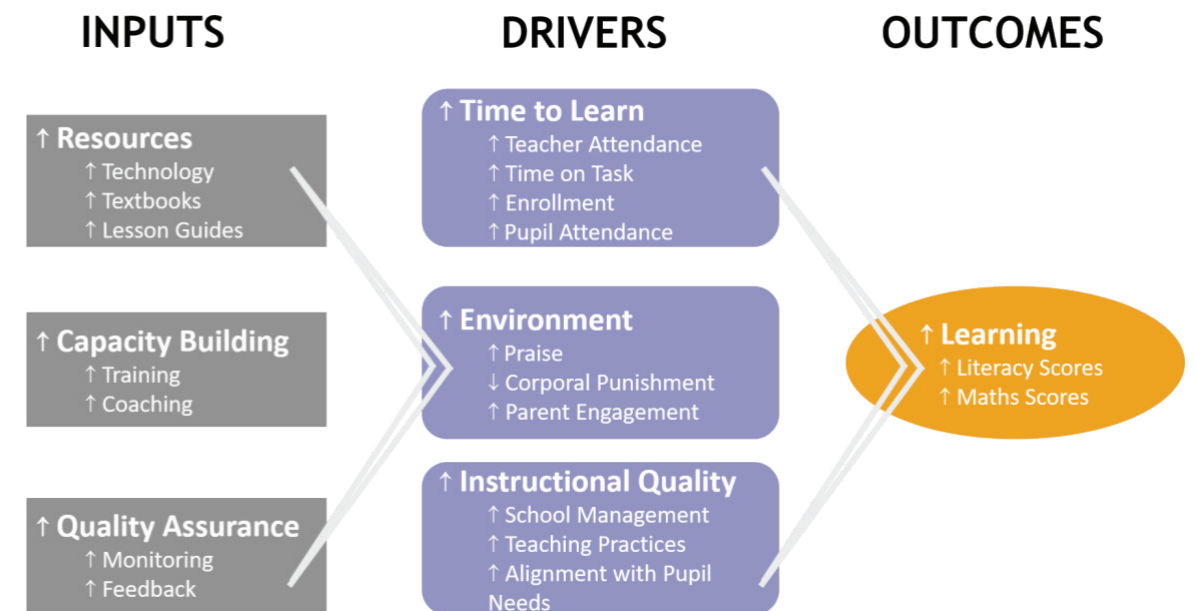 INPUTS
DRIVERS
OUTCOMES
↑ Resources
↑ Technology
↑ Textbooks
↑ Lesson Guides
↑ Capacity Building
↑ Training
↑ Coaching
↑ Quality Assurance
↑ Monitoring
↑ Feedback
↑ Time to Learn
↑ Teacher Attendance
↑ Time on Task
↑ Enrollment
↑ Pupil Attendance
↑ Environment
↑ Praise
↓ Corporal Punishment
↑ Parent Engagement
↑ Instructional Quality
↑ School Management
↑ Teaching Practices
↑ Alignment with Pupil
Needs
↑ Learning
↑ Literacy Scores
↑ Maths Scores